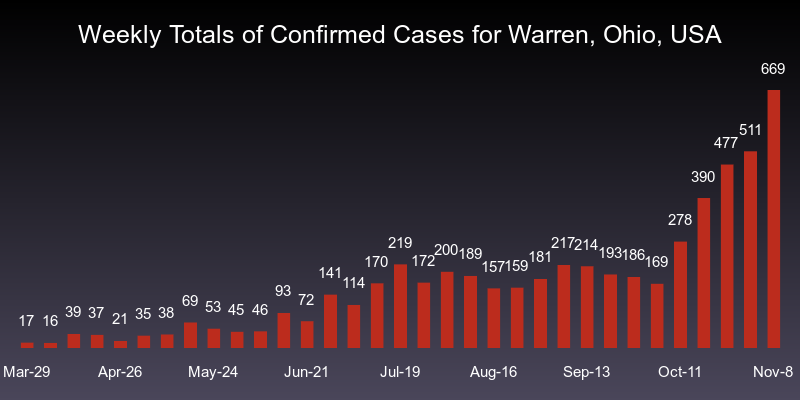 Weekly Totals of Confirmed Cases for Warren, Ohio, USA
17 16 39 37 21 35 38 69 53 45 46 93 72 141 114 170 219 172 200 189 157 159 181 217 214 193 186 169 278 390 477 511 669
Mar-29 Apr-26 May-24 Jun-21 Jul-19 Aug-16 Sep-13 Oct-11 Nov-8